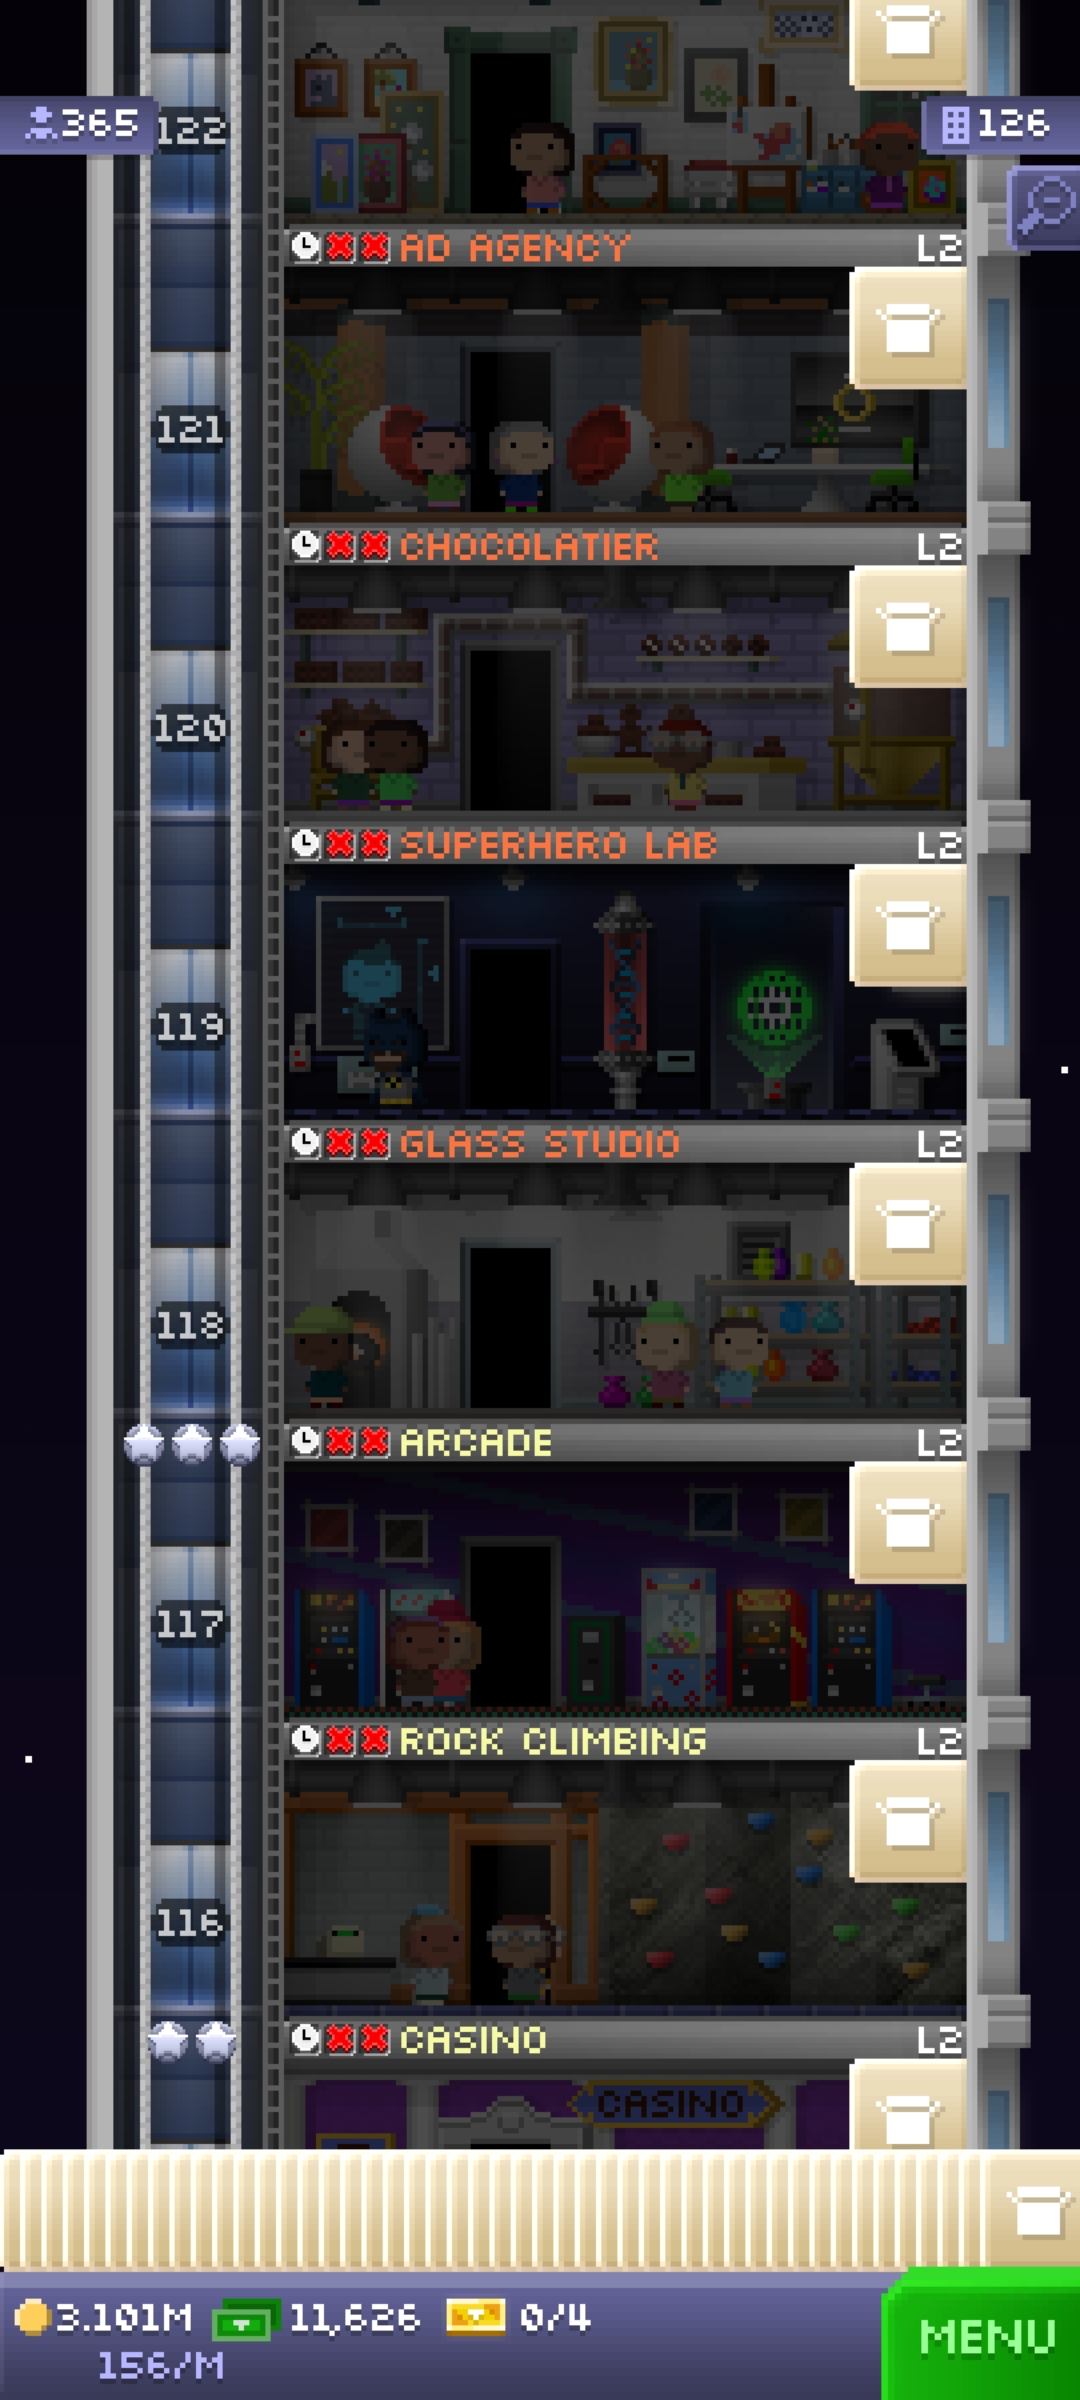 365
122
126
AD AGENCY L2
121
CHOCOLATIER L2
120
SUPERHERO LAB L2
119
GLASS STUDIO L2
118
ARCADE L2
117
ROCK CLIMBING L2
116
CASINO L2
CASINO
3.101M 11,626 0/4
156/M
MENU